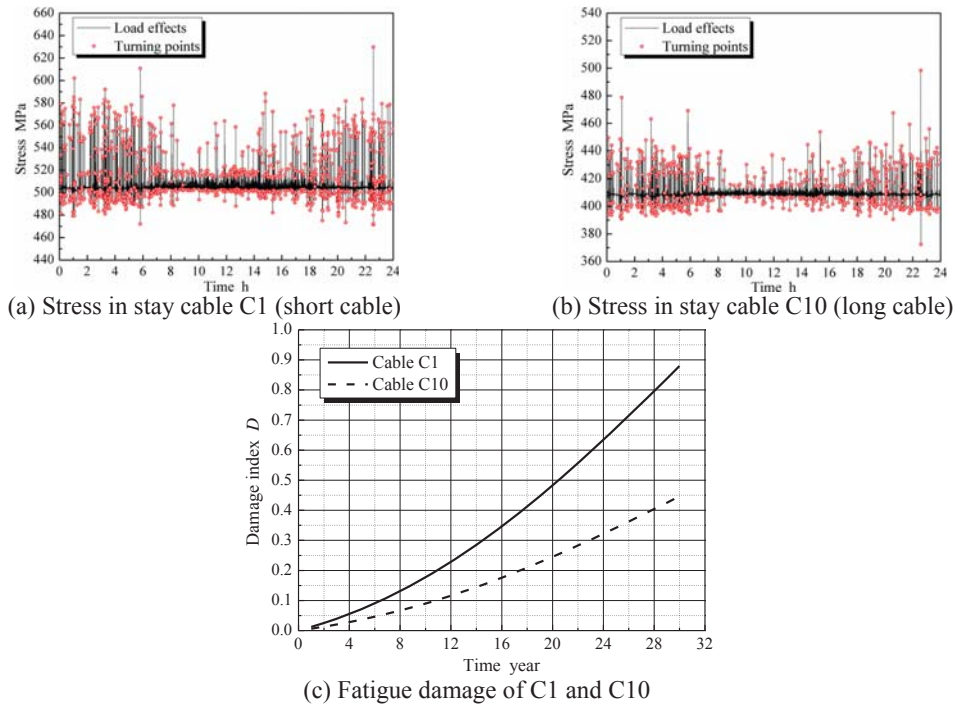 660
640
620
600
580
560
540
520
500
480
460
440
Stress MPa
Load effects
Turning points
0 2 4 6 8 10 12 14 16 18 20 22 24
Time h
540
520
500
480
460
440
420
400
380
360
Stress MPa
Load effects
Turning points
0 2 4 6 8 10 12 14 16 18 20 22 24
Time h
(a) Stress in stay cable C1 (short cable)
(b) Stress in stay cable C10 (long cable)
1.0
0.9
0.8
0.7
0.6
0.5
0.4
0.3
0.2
0.1
0.0
Damage index D
Cable C1
Cable C10
0 4 8 12 16 20 24 28 32
Time year
(c) Fatigue damage of C1 and C10